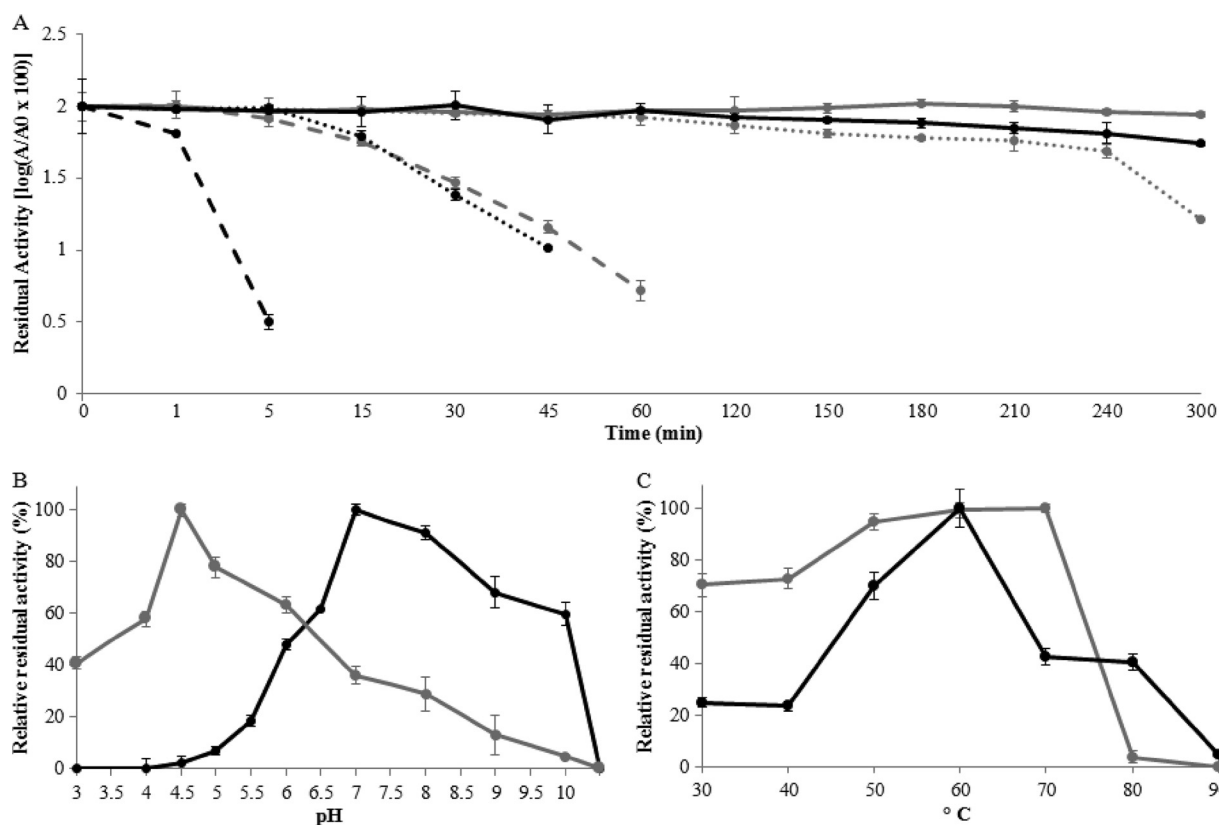 A
Residual Activity [log(A/A0 x 100)]
2.5
2
1.5
1
0.5
0
0 1 5 15 30 45 60 120 150 180 210 240 300
Time (min)
B
Relative residual activity (%)
100
80
60
40
20
0
3 3.5 4 4.5 5 5.5 6 6.5 7 7.5 8 8.5 9 9.5 10
pH
C
Relative residual activity (%)
100
80
60
40
20
0
30 40 50 60 70 80 9
° C